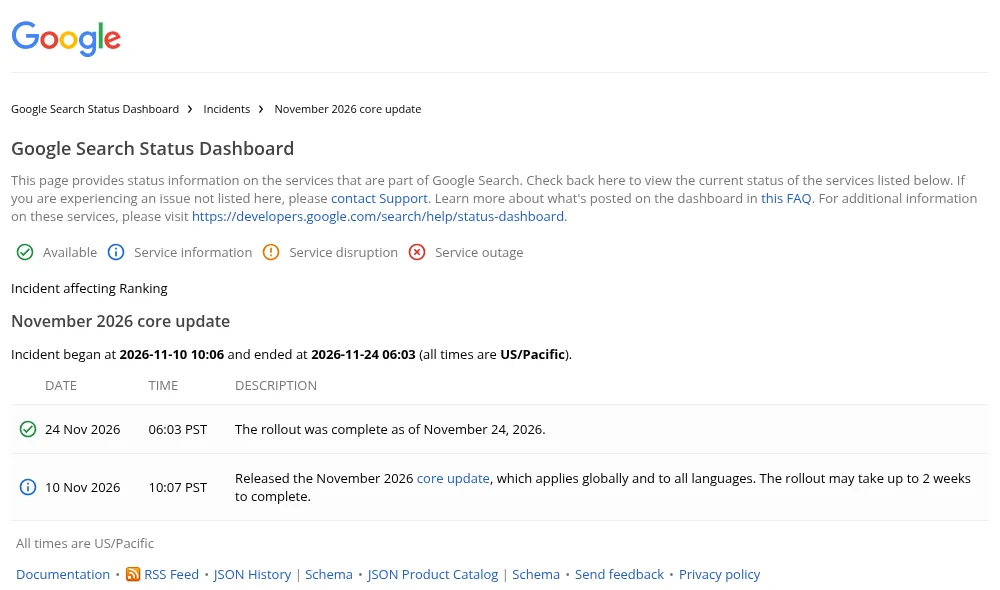 Google
Google Search Status Dashboard › Incidents › November 2026 core update
Google Search Status Dashboard
This page provides status information on the services that are part of Google Search. Check back here to view the current status of the services listed below. If
you are experiencing an issue not listed here, please contact Support. Learn more about what's posted on the dashboard in this FAQ. For additional information
on these services, please visit https://developers.google.com/search/help/status-dashboard.
Available Service information Service disruption Service outage
Incident affecting Ranking
November 2026 core update
Incident began at 2026-11-10 10:06 and ended at 2026-11-24 06:03 (all times are US/Pacific).
DATE TIME DESCRIPTION
24 Nov 2026 06:03 PST The rollout was complete as of November 24, 2026.
10 Nov 2026 10:07 PST Released the November 2026 core update, which applies globally and to all languages. The rollout may take up to 2 weeks
to complete.
All times are US/Pacific
Documentation • RSS Feed • JSON History | Schema • JSON Product Catalog | Schema • Send feedback • Privacy policy